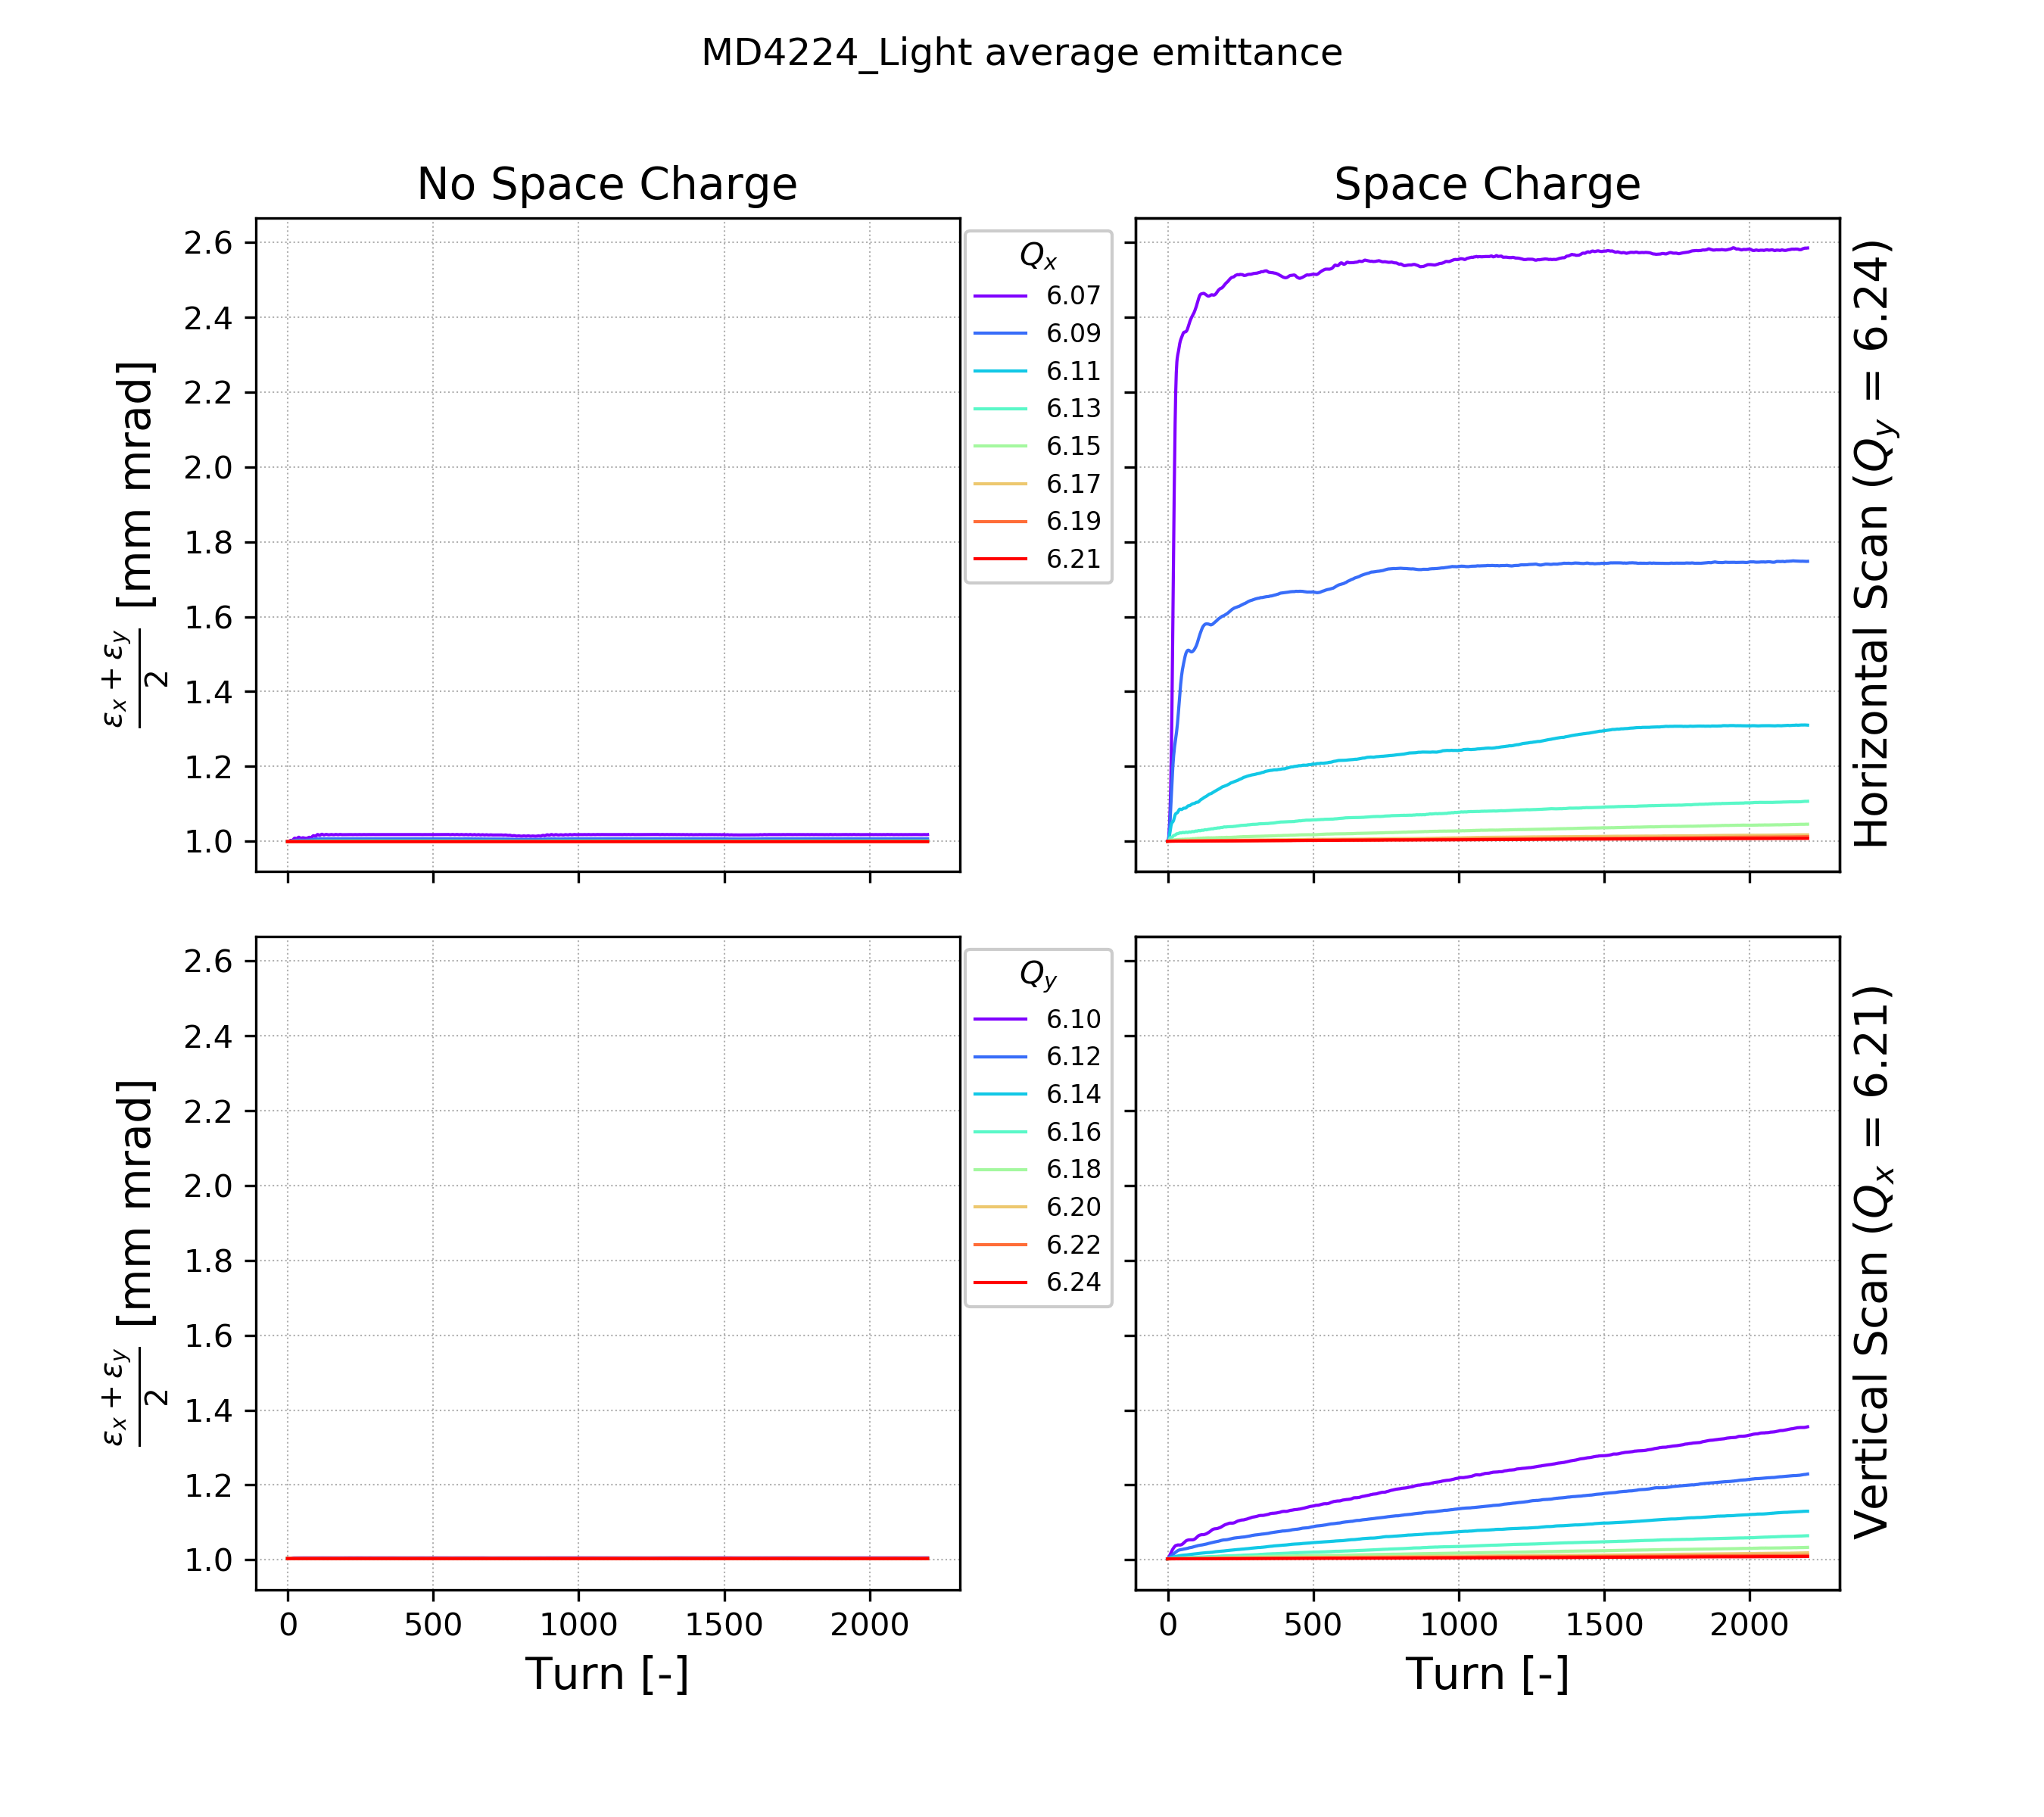 MD4224_Light average emittance
No Space Charge
Space Charge
2.6
2.4
2.2
2.0
1.8
1.6
1.4
1.2
1.0
εx + εy
2
[mm mrad]
Qx
6.07
6.09
6.11
6.13
6.15
6.17
6.19
6.21
Horizontal Scan (Qy = 6.24)
2.6
2.4
2.2
2.0
1.8
1.6
1.4
1.2
1.0
εx + εy
2
[mm mrad]
Qy
6.10
6.12
6.14
6.16
6.18
6.20
6.22
6.24
Vertical Scan (Qx = 6.21)
0 500 1000 1500 2000
0 500 1000 1500 2000
Turn [-]
Turn [-]